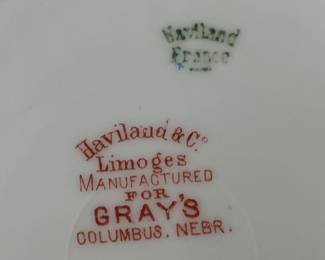 Haviland
France
Haviland & Co.
Limoges
MANUFACTURED
FOR
GRAY'S
COLUMBUS. NEBR.